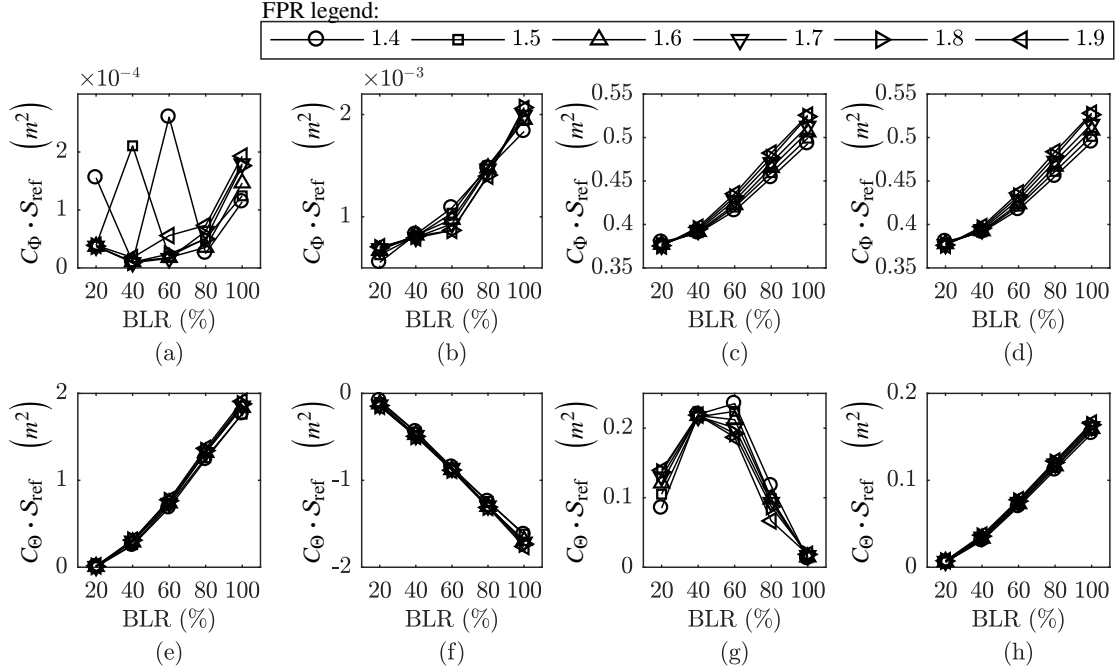 FPR legend:
1.4 1.5 1.6 1.7 1.8 1.9
×10⁻⁴
C_Φ • S_ref (m²)
2
1
0
20 40 60 80 100
BLR (%)
(a)
×10⁻³
C_Φ • S_ref (m²)
2
1
20 40 60 80 100
BLR (%)
(b)
C_Φ • S_ref (m²)
0.55
0.5
0.45
0.4
0.35
20 40 60 80 100
BLR (%)
(c)
C_Φ • S_ref (m²)
0.55
0.5
0.45
0.4
0.35
20 40 60 80 100
BLR (%)
(d)
C_Θ • S_ref (m²)
2
1
0
20 40 60 80 100
BLR (%)
(e)
C_Θ • S_ref (m²)
0
-1
-2
20 40 60 80 100
BLR (%)
(f)
C_Θ • S_ref (m²)
0.2
0.1
0
20 40 60 80 100
BLR (%)
(g)
C_Θ • S_ref (m²)
0.2
0.1
0
20 40 60 80 100
BLR (%)
(h)